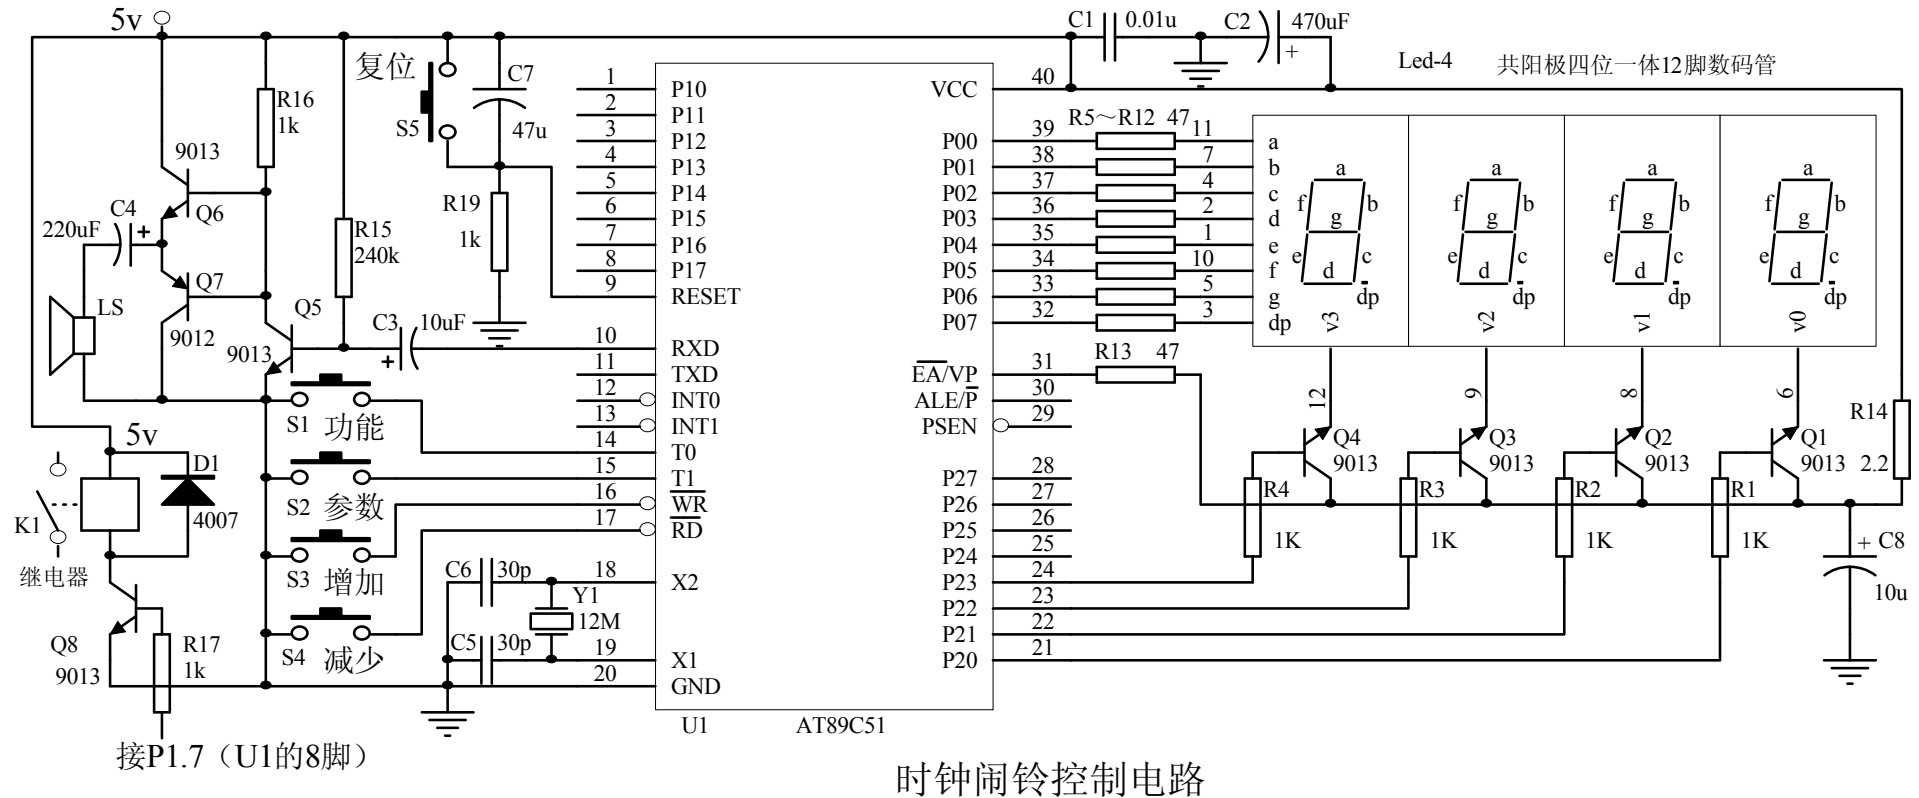 5v
C1
0.01u
C2
470uF
+
Led-4
共阳极四位一体12脚数码管
复位
S5
C7
47u
R16
1k
9013
Q6
C4
220uF
+
Q7
9012
LS
R15
240k
Q5
9013
C3
10uF
+
R19
1k
1 P10
2 P11
3 P12
4 P13
5 P14
6 P15
7 P16
8 P17
9 RESET
10 RXD
11 TXD
12 INT0
13 INT1
14 T0
15 T1
16 WR
17 RD
18 X2
19 X1
20 GND
VCC 40
P00 39
P01 38
P02 37
P03 36
P04 35
P05 34
P06 33
P07 32
EA/VP 31
ALE/P 30
PSEN 29
P27 28
P26 27
P25 26
P24 25
P23 24
P22 23
P21 22
P20 21
U1
AT89C51
R5~R12 47
11 a
7 b
4 c
2 d
1 e
10 f
5 g
3 dp
a
f b
g
e c
d
dp
v3
a
f b
g
e c
d
dp
v2
a
f b
g
e c
d
dp
v1
a
f b
g
e c
d
dp
v0
R13 47
12
9
8
6
Q4
9013
Q3
9013
Q2
9013
Q1
9013
R14
2.2
R4
1K
R3
1K
R2
1K
R1
1K
+ C8
10u
S1 功能
S2 参数
S3 增加
S4 减少
5v
D1
4007
K1
继电器
Q8
9013
R17
1k
C6 30p
Y1
12M
C5 30p
接P1.7（U1的8脚）
时钟闹铃控制电路